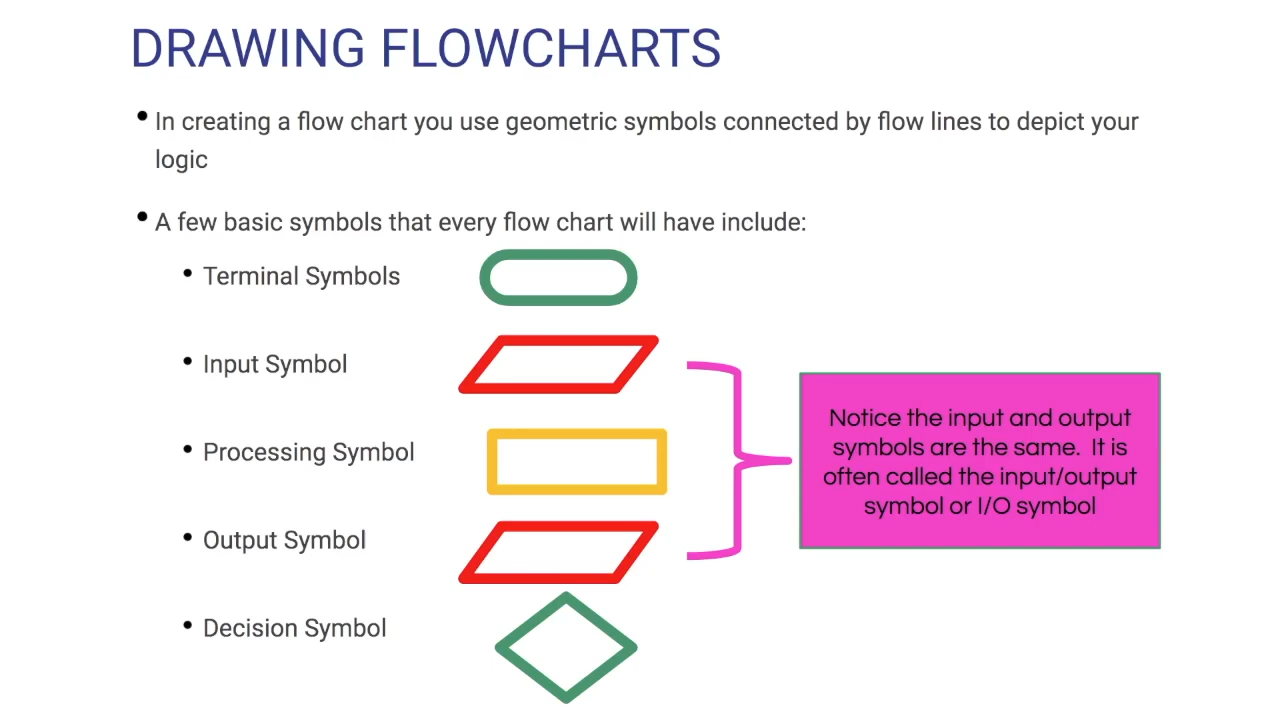 DRAWING FLOWCHARTS
• In creating a flow chart you use geometric symbols connected by flow lines to depict your
logic
• A few basic symbols that every flow chart will have include:
• Terminal Symbols
• Input Symbol
• Processing Symbol
• Output Symbol
• Decision Symbol
Notice the input and output
symbols are the same. It is
often called the input/output
symbol or I/O symbol